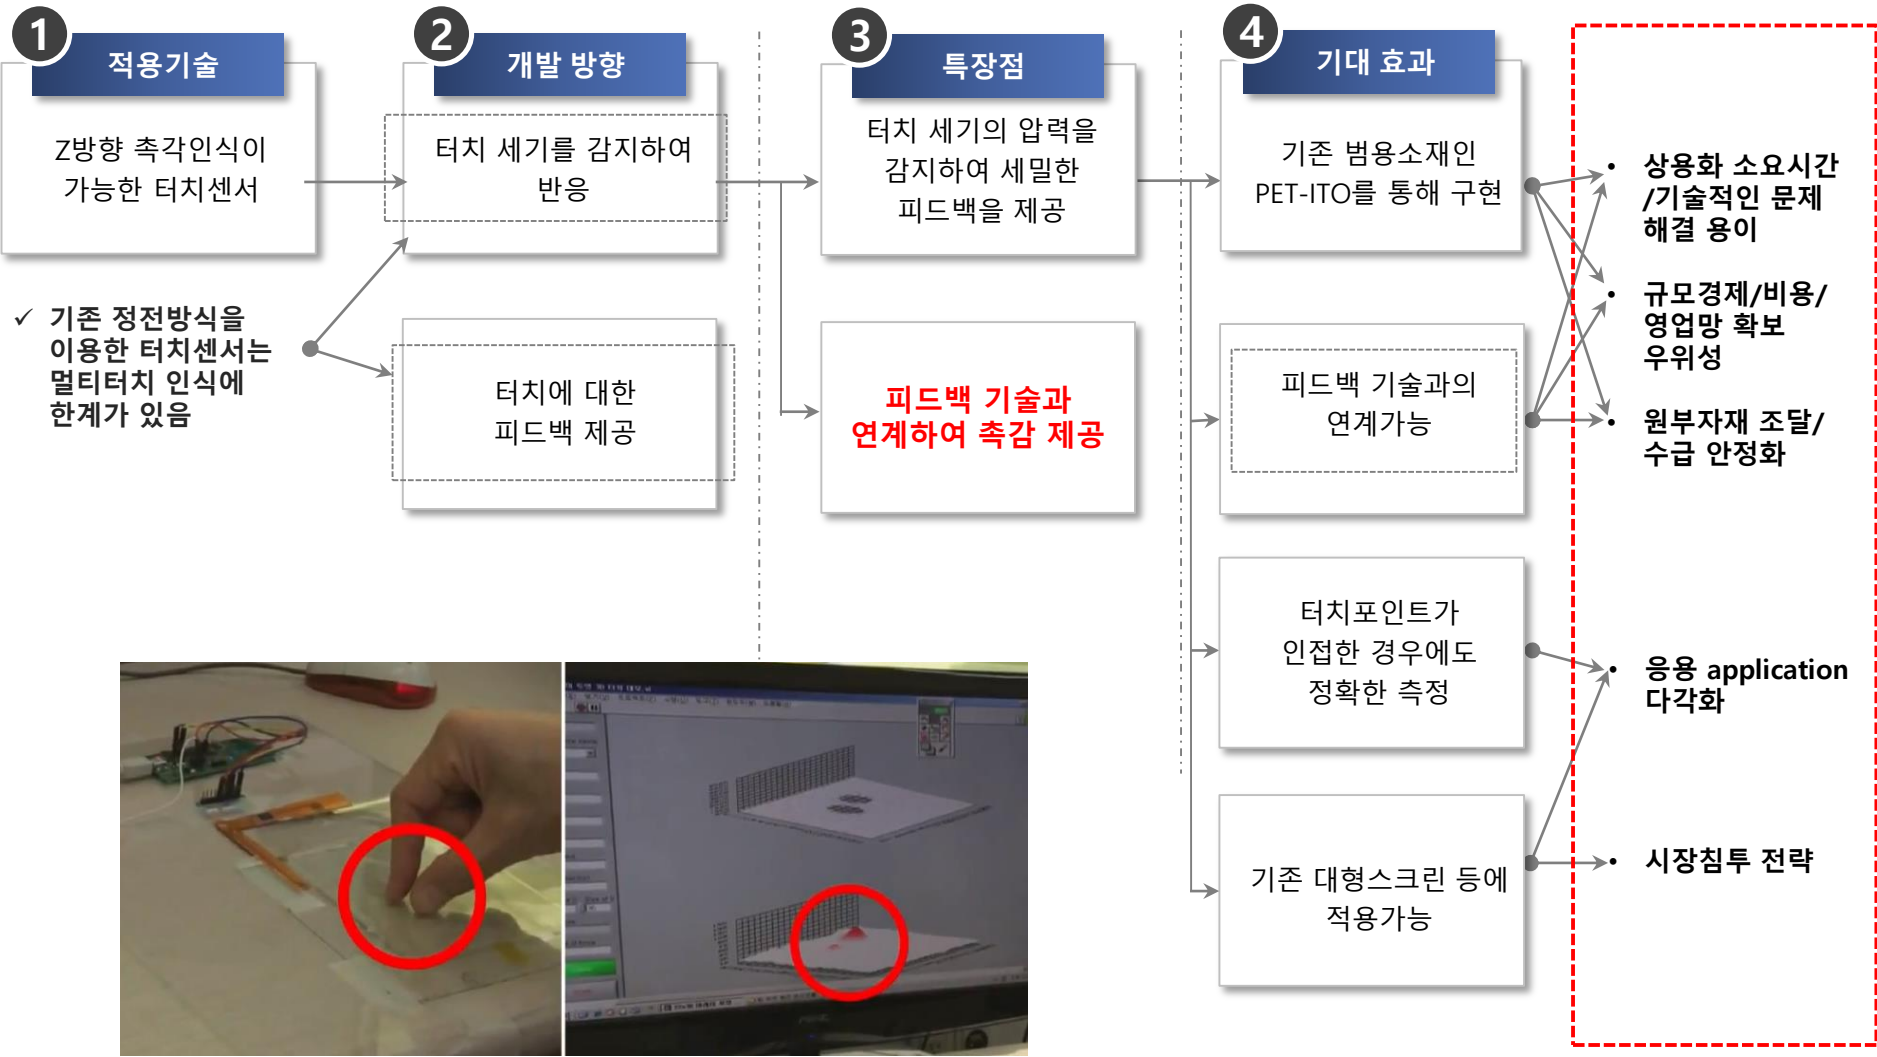 1
적용기술
Z방향 촉각인식이
가능한 터치센서
✓ 기존 정전방식을
이용한 터치센서는
멀티터치 인식에
한계가 있음
2
개발 방향
터치 세기를 감지하여
반응
터치에 대한
피드백 제공
3
특장점
터치 세기의 압력을
감지하여 세밀한
피드백을 제공
피드백 기술과
연계하여 촉감 제공
4
기대 효과
기존 범용소재인
PET-ITO를 통해 구현
피드백 기술과의
연계가능
터치포인트가
인접한 경우에도
정확한 측정
기존 대형스크린 등에
적용가능
• 상용화 소요시간
/기술적인 문제
해결 용이
• 규모경제/비용/
영업망 확보
우위성
• 원부자재 조달/
수급 안정화
• 응용 application
다각화
• 시장침투 전략